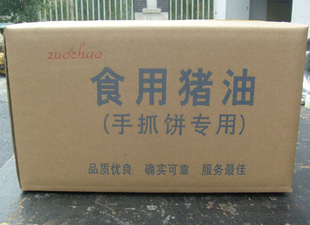 zuochao
食用猪油
(手抓饼专用)
品质优良 确实可靠 服务最佳